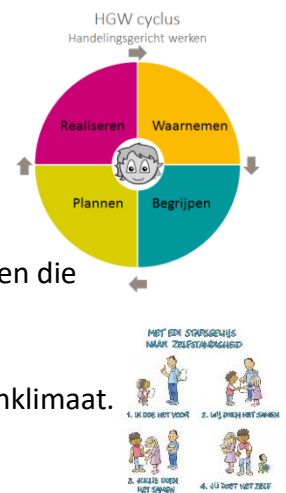 HGW cyclus
Handelingsgericht werken
Realiseren
Waarnemen
Plannen
Begrijpen
en die
nklimaat.
MET EDI STAPSGEWIJS
NAAR ZELFSTANDIGHEID
1. IK DOE HET VOOR
2. WIJ DOEN HET SAMEN
3. JULLIE DOEN
HET SAMEN
4. JIJ DOET HET ZELF